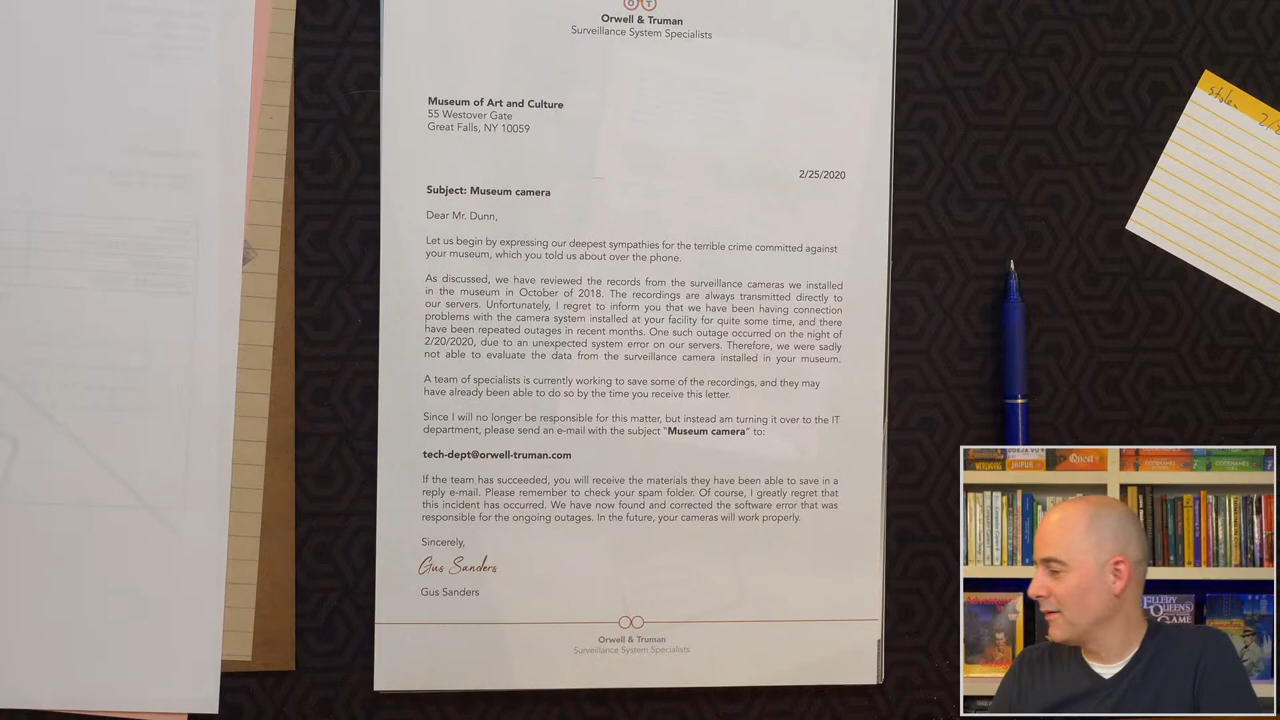 O T
Orwell & Truman
Surveillance System Specialists
Museum of Art and Culture
55 Westover Gate
Great Falls, NY 10059
2/25/2020
Subject: Museum camera
Dear Mr. Dunn,
Let us begin by expressing our deepest sympathies for the terrible crime committed against
your museum, which you told us about over the phone.
As discussed, we have reviewed the records from the surveillance cameras we installed
in the museum in October of 2018. The recordings are always transmitted directly to
our servers. Unfortunately, I regret to inform you that we have been having connection
problems with the camera system installed at your facility for quite some time, and there
have been repeated outages in recent months. One such outage occurred on the night of
2/20/2020, due to an unexpected system error on our servers. Therefore, we were sadly
not able to evaluate the data from the surveillance camera installed in your museum.
A team of specialists is currently working to save some of the recordings, and they may
have already been able to do so by the time you receive this letter.
Since I will no longer be responsible for this matter, but instead am turning it over to the IT
department, please send an e-mail with the subject "Museum camera" to:
tech-dept@orwell-truman.com
If the team has succeeded, you will receive the materials they have been able to save in a
reply e-mail. Please remember to check your spam folder. Of course, I greatly regret that
this incident has occurred. We have now found and corrected the software error that was
responsible for the ongoing outages. In the future, your cameras will work properly.
Sincerely,
Gus Sanders
Gus Sanders
Orwell & Truman
Surveillance System Specialists
stolen
JAIPUR
Quest
CODENAMES
ELLERY
QUEEN'S
GAME